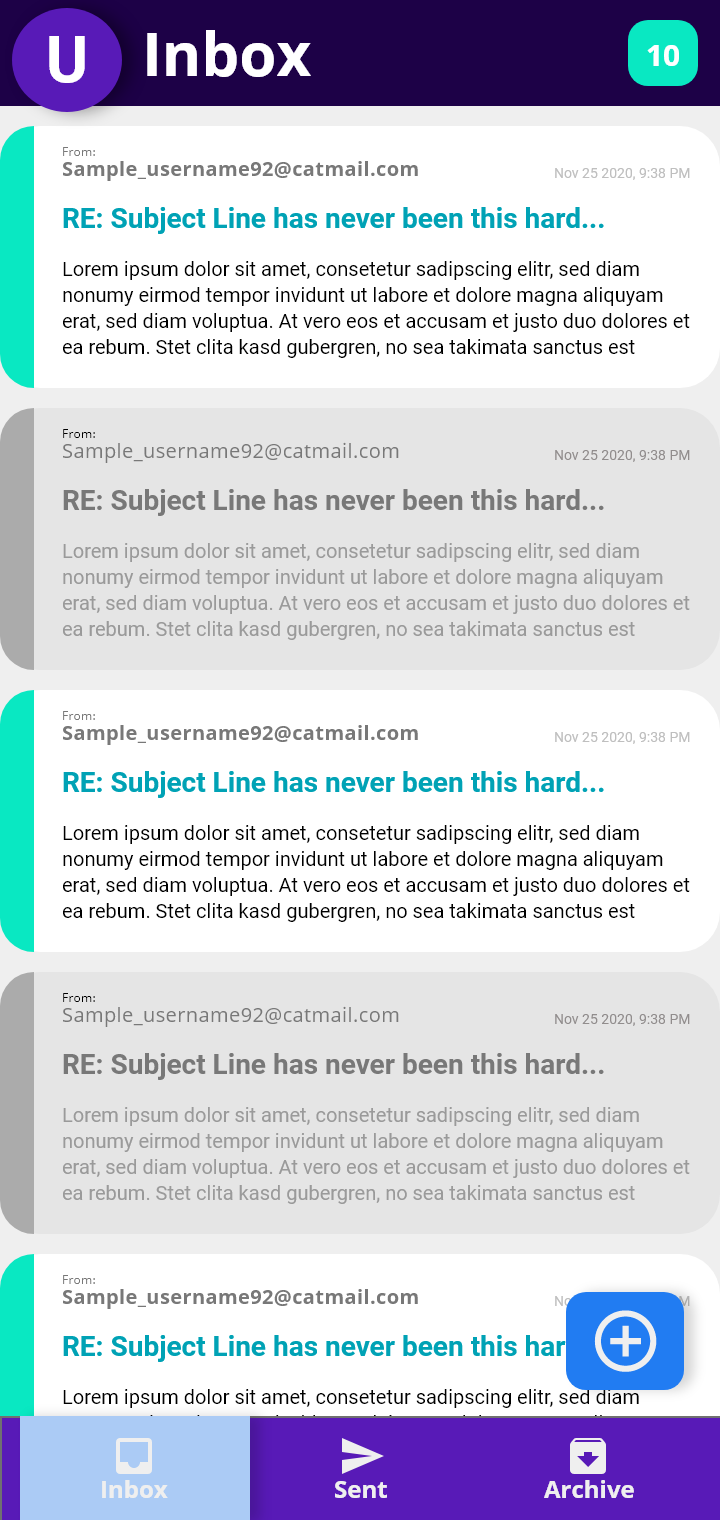 U Inbox 10
From:
Sample_username92@catmail.com
Nov 25 2020, 9:38 PM
RE: Subject Line has never been this hard...
Lorem ipsum dolor sit amet, consetetur sadipscing elitr, sed diam
nonumy eirmod tempor invidunt ut labore et dolore magna aliquyam
erat, sed diam voluptua. At vero eos et accusam et justo duo dolores et
ea rebum. Stet clita kasd gubergren, no sea takimata sanctus est
From:
Sample_username92@catmail.com
Nov 25 2020, 9:38 PM
RE: Subject Line has never been this hard...
Lorem ipsum dolor sit amet, consetetur sadipscing elitr, sed diam
nonumy eirmod tempor invidunt ut labore et dolore magna aliquyam
erat, sed diam voluptua. At vero eos et accusam et justo duo dolores et
ea rebum. Stet clita kasd gubergren, no sea takimata sanctus est
From:
Sample_username92@catmail.com
Nov 25 2020, 9:38 PM
RE: Subject Line has never been this hard...
Lorem ipsum dolor sit amet, consetetur sadipscing elitr, sed diam
nonumy eirmod tempor invidunt ut labore et dolore magna aliquyam
erat, sed diam voluptua. At vero eos et accusam et justo duo dolores et
ea rebum. Stet clita kasd gubergren, no sea takimata sanctus est
From:
Sample_username92@catmail.com
Nov 25 2020, 9:38 PM
RE: Subject Line has never been this hard...
Lorem ipsum dolor sit amet, consetetur sadipscing elitr, sed diam
nonumy eirmod tempor invidunt ut labore et dolore magna aliquyam
erat, sed diam voluptua. At vero eos et accusam et justo duo dolores et
ea rebum. Stet clita kasd gubergren, no sea takimata sanctus est
From:
Sample_username92@catmail.com
RE: Subject Line has never been this har
Lorem ipsum dolor sit amet, consetetur sadipscing elitr, sed diam
Inbox Sent Archive